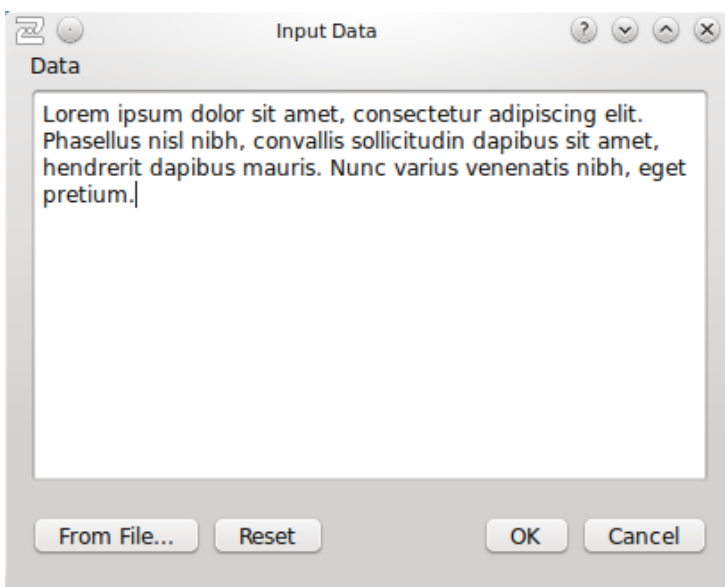 Input Data
Data
Lorem ipsum dolor sit amet, consectetur adipiscing elit.
Phasellus nisl nibh, convallis sollicitudin dapibus sit amet,
hendrerit dapibus mauris. Nunc varius venenatis nibh, eget
pretium.
From File... Reset OK Cancel